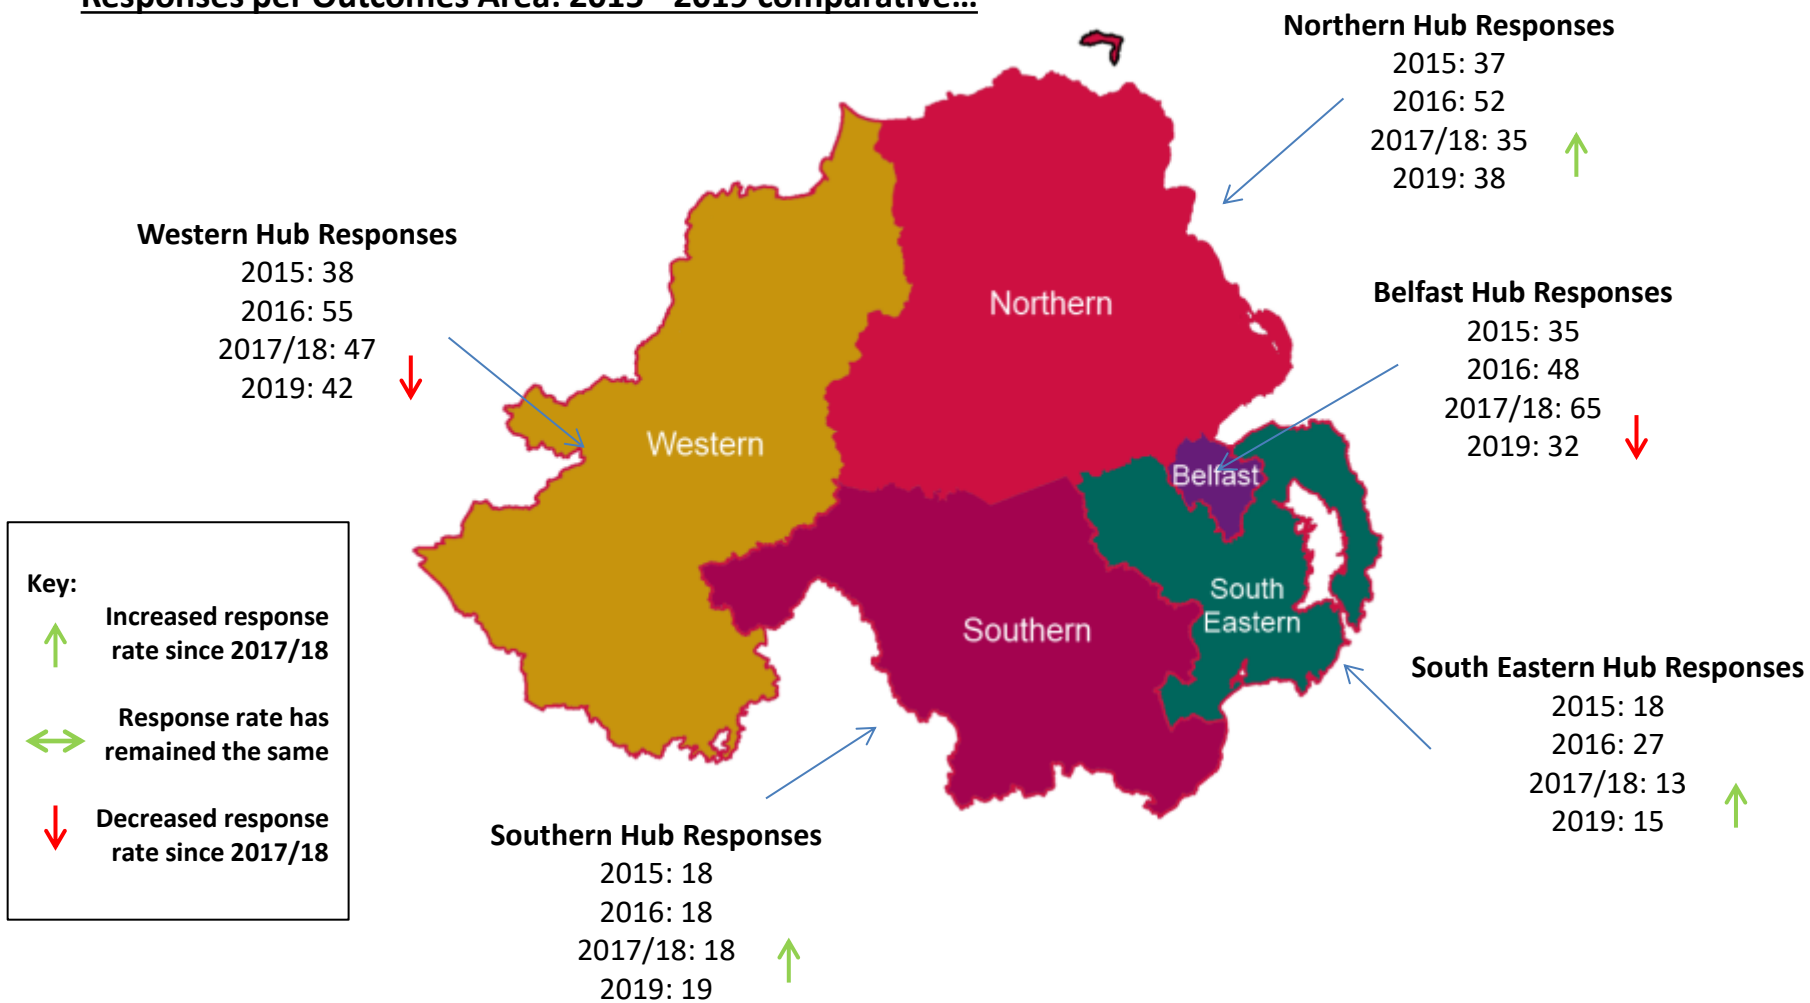 Responses per Outcomes Area: 2015 - 2019 comparative…
Northern Hub Responses
2015: 37
2016: 52
2017/18: 35
2019: 38
Western Hub Responses
2015: 38
2016: 55
2017/18: 47
2019: 42
Belfast Hub Responses
2015: 35
2016: 48
2017/18: 65
2019: 32
Northern
Western
Belfast
South
Eastern
Southern
Key:
Increased response
rate since 2017/18
Response rate has
remained the same
Decreased response
rate since 2017/18
South Eastern Hub Responses
2015: 18
2016: 27
2017/18: 13
2019: 15
Southern Hub Responses
2015: 18
2016: 18
2017/18: 18
2019: 19